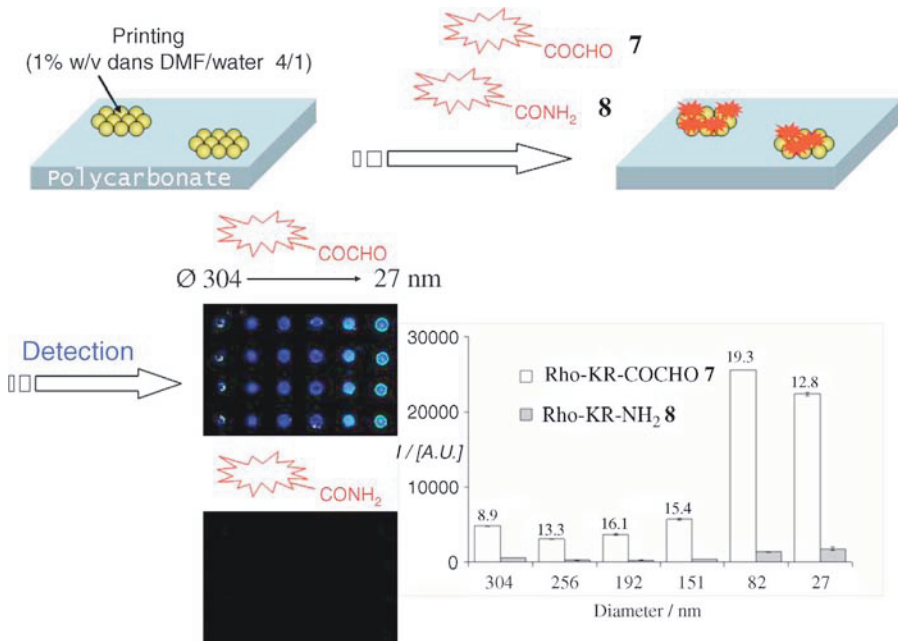 Printing
(1% w/v dans DMF/water 4/1)
COCHO 7
CONH2 8
Polycarbonate
COCHO
Ø 304 27 nm
Detection
CONH2
30000
20000
10000
0
I / [A.U.]
Rho-KR-COCHO 7
Rho-KR-NH2 8
8.9
13.3
16.1
15.4
19.3
12.8
304 256 192 151 82 27
Diameter / nm